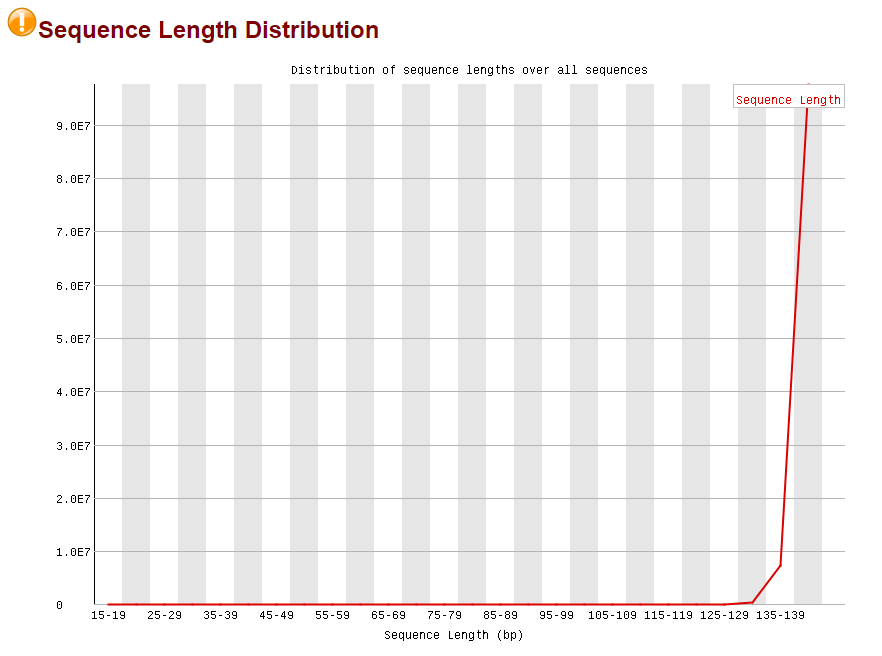 Sequence Length Distribution
Distribution of sequence lengths over all sequences
Sequence Length
9.0E7
8.0E7
7.0E7
6.0E7
5.0E7
4.0E7
3.0E7
2.0E7
1.0E7
0
15-19 25-29 35-39 45-49 55-59 65-69 75-79 85-89 95-99 105-109 115-119 125-129 135-139
Sequence Length (bp)